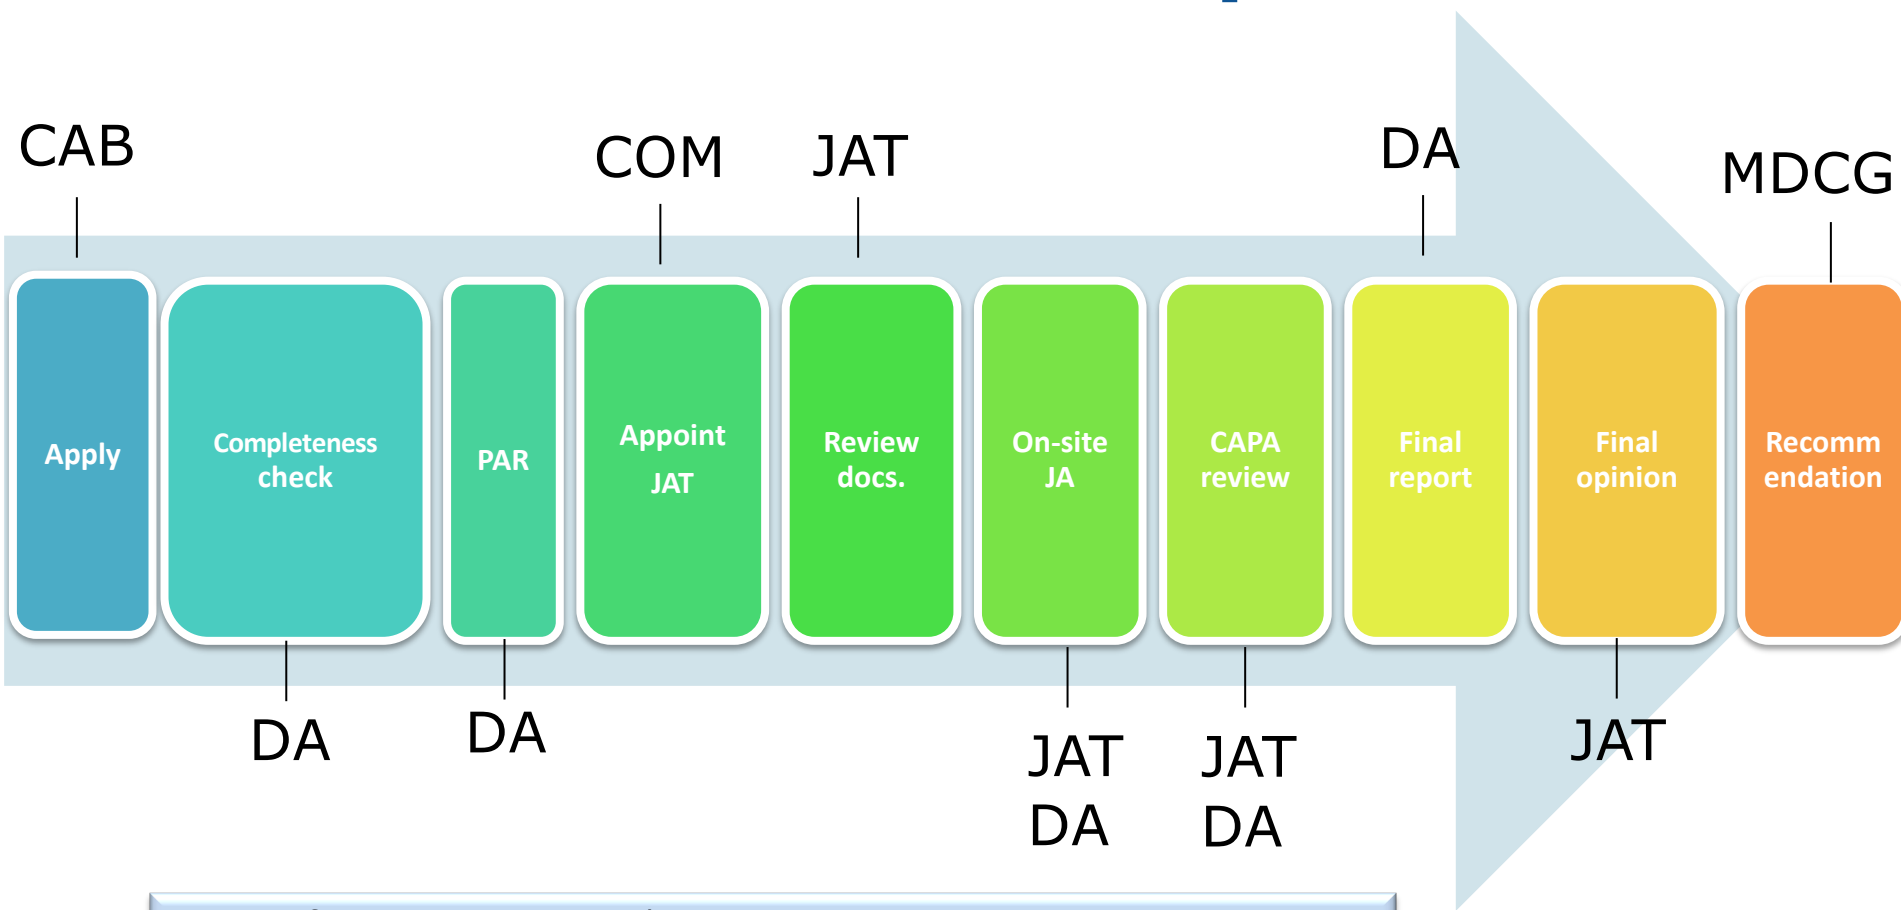 CAB
COM
JAT
DA
MDCG
Apply
Completeness
check
PAR
Appoint
JAT
Review
docs.
On-site
JA
CAPA
review
Final
report
Final
opinion
Recomm
endation
DA
DA
JAT
DA
JAT
DA
JAT